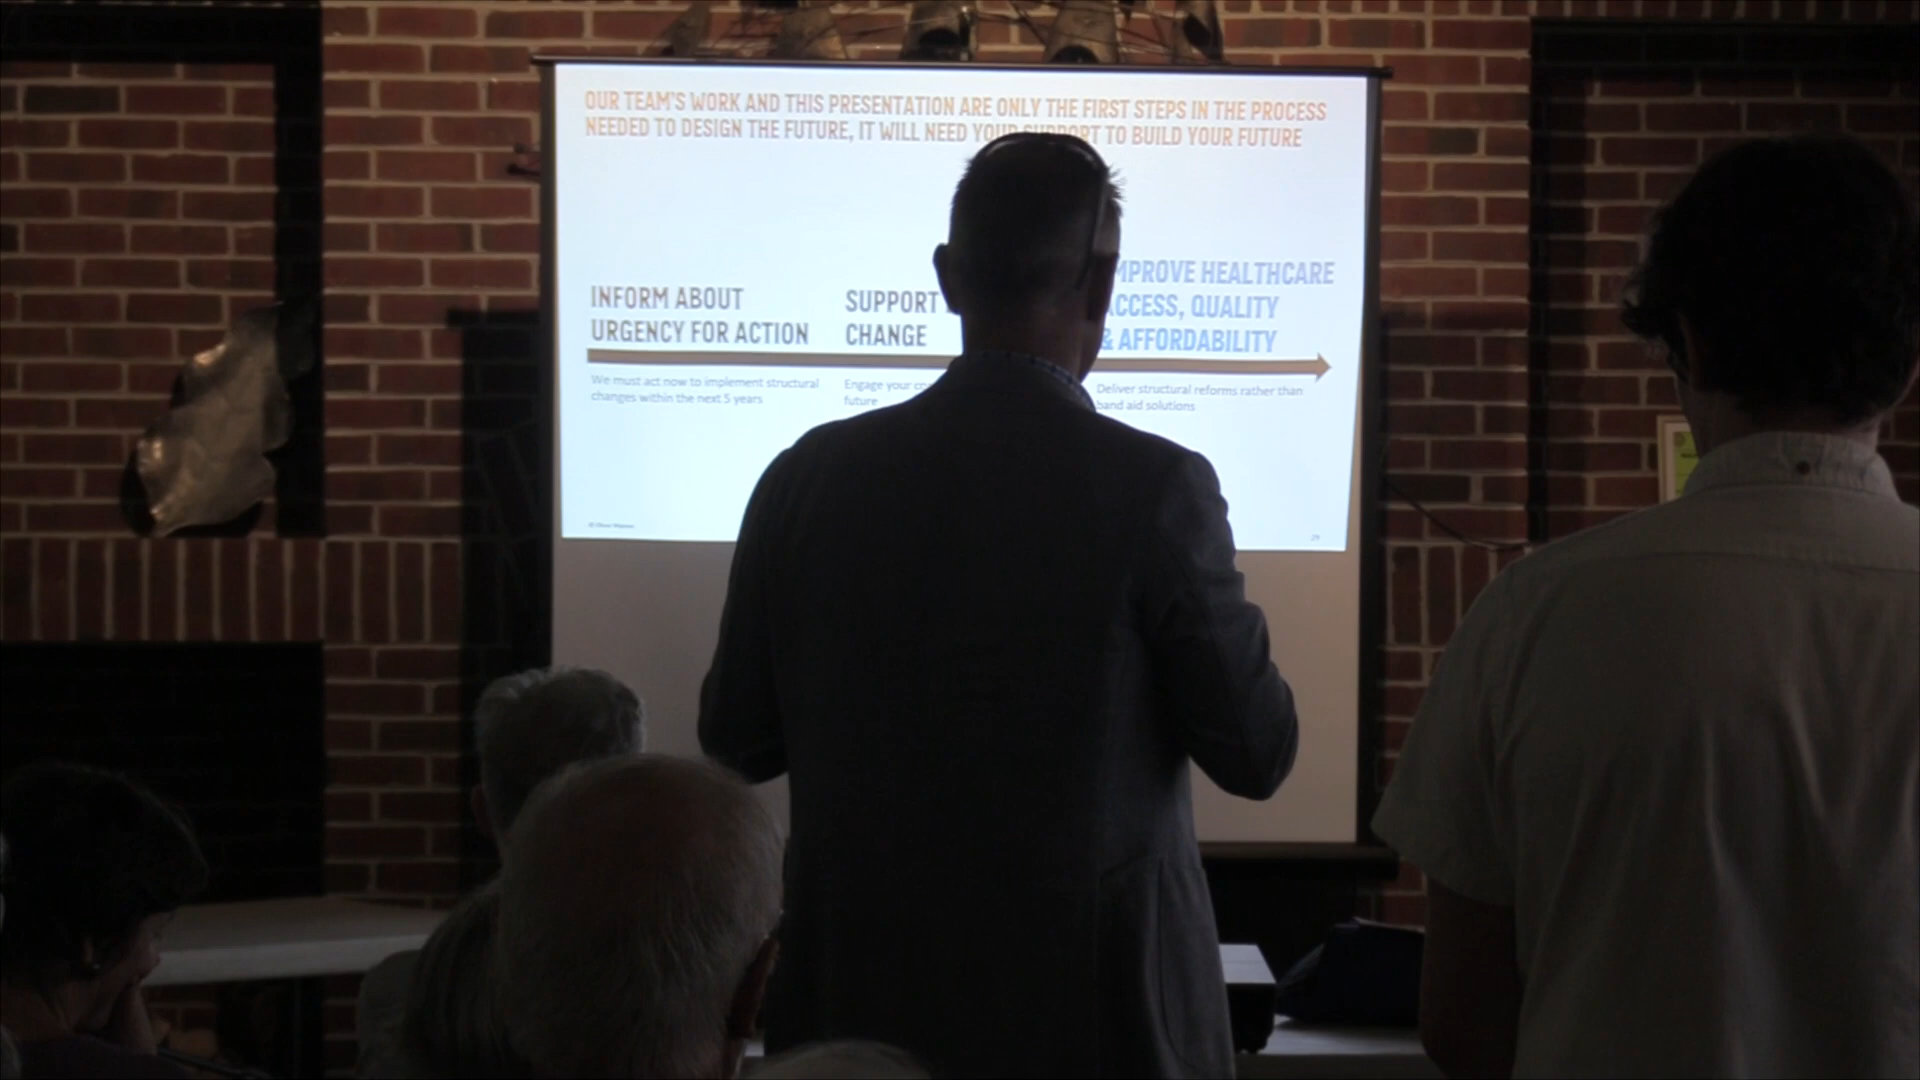 OUR TEAM'S WORK AND THIS PRESENTATION ARE ONLY THE FIRST STEPS IN THE PROCESS
NEEDED TO DESIGN THE FUTURE, IT WILL NEED YOUR SUPPORT TO BUILD YOUR FUTURE
INFORM ABOUT
URGENCY FOR ACTION
We must act now to implement structural
changes within the next 5 years
SUPPORT
CHANGE
Engage your
future
IMPROVE HEALTHCARE
ACCESS, QUALITY
& AFFORDABILITY
Deliver structural reforms rather than
band aid solutions
29